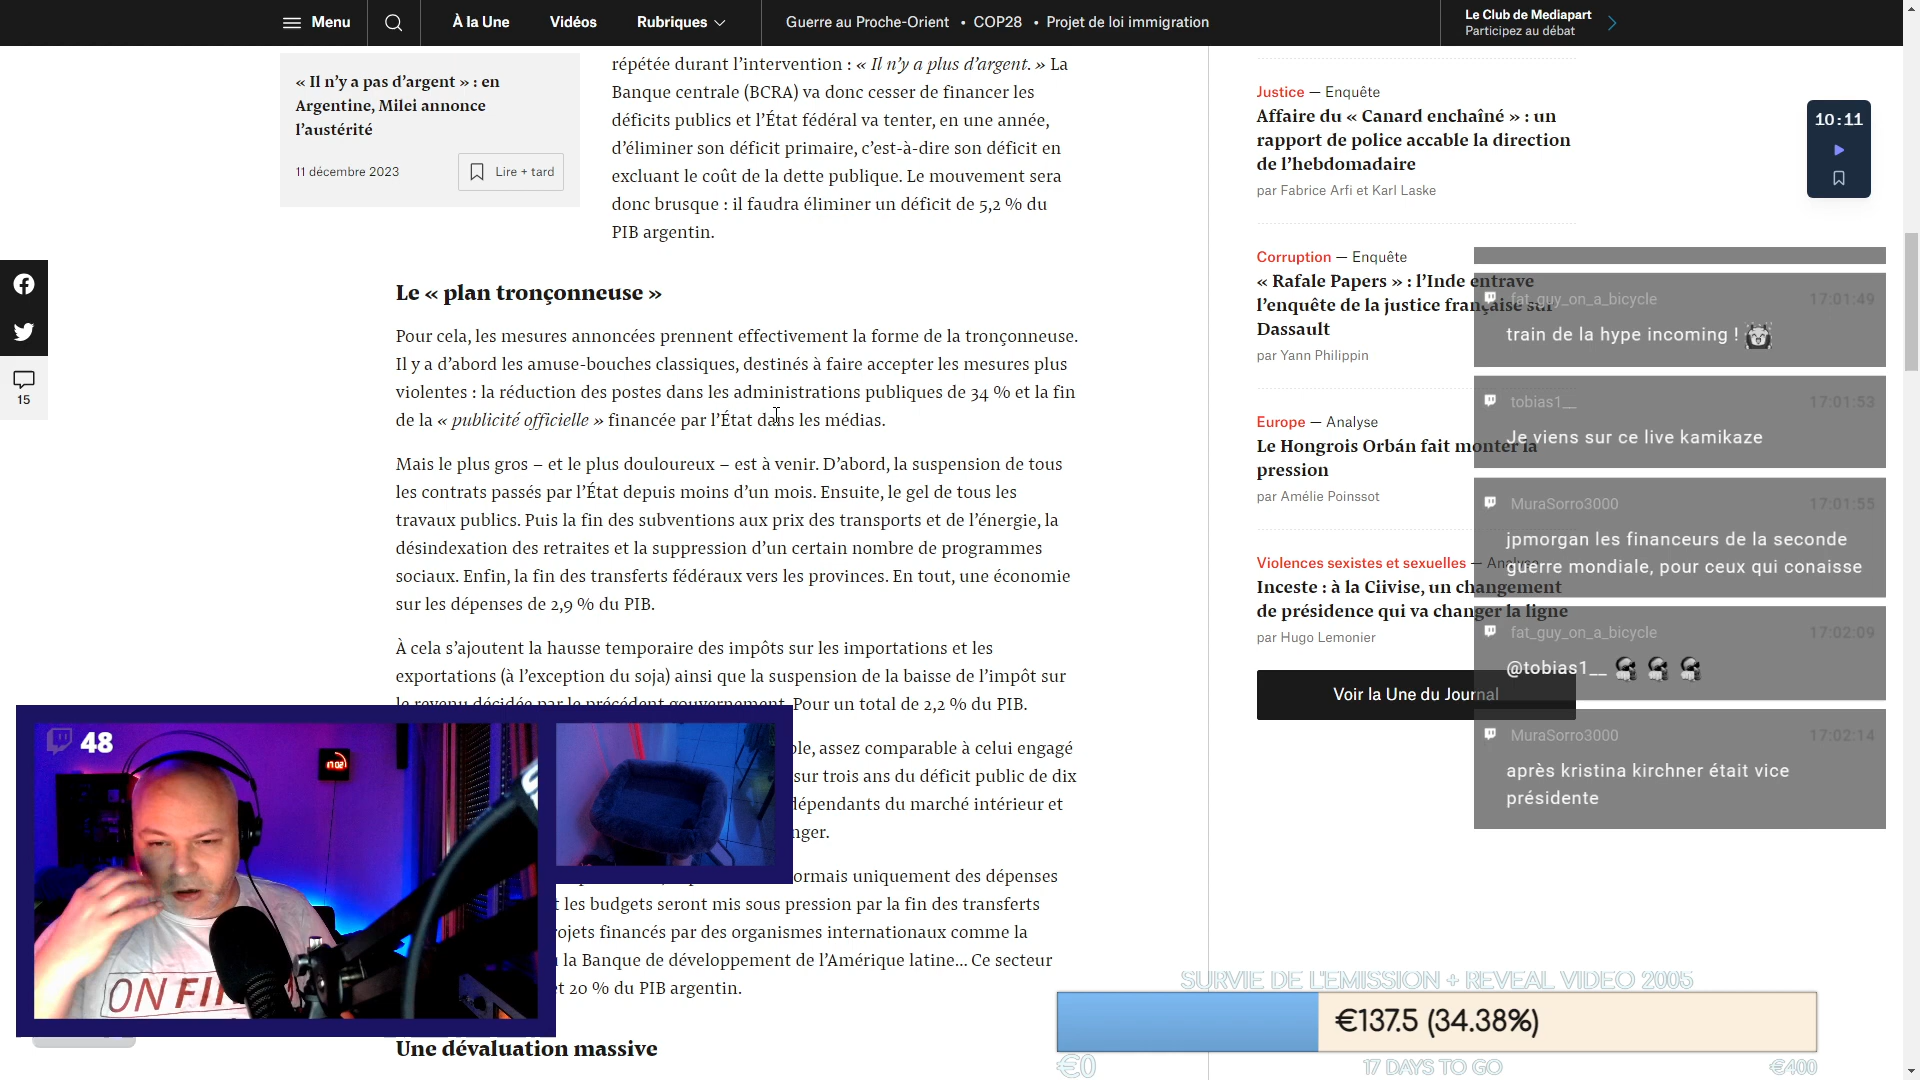 Menu
À la Une
Vidéos
Rubriques
Guerre au Proche-Orient • COP28 • Projet de loi immigration
Le Club de Mediapart
Participez au débat
« Il n’y a pas d’argent » : en
Argentine, Milei annonce
l’austérité
11 décembre 2023
Lire + tard
répétée durant l’intervention : « Il n’y a plus d’argent. » La
Banque centrale (BCRA) va donc cesser de financer les
déficits publics et l’État fédéral va tenter, en une année,
d’éliminer son déficit primaire, c’est-à-dire son déficit en
excluant le coût de la dette publique. Le mouvement sera
donc brusque : il faudra éliminer un déficit de 5,2 % du
PIB argentin.
15
Le « plan tronçonneuse »
Pour cela, les mesures annoncées prennent effectivement la forme de la tronçonneuse.
Il y a d’abord les amuse-bouches classiques, destinés à faire accepter les mesures plus
violentes : la réduction des postes dans les administrations publiques de 34 % et la fin
de la « publicité officielle » financée par l’État dans les médias.
Mais le plus gros – et le plus douloureux – est à venir. D’abord, la suspension de tous
les contrats passés par l’État depuis moins d’un mois. Ensuite, le gel de tous les
travaux publics. Puis la fin des subventions aux prix des transports et de l’énergie, la
désindexation des retraites et la suppression d’un certain nombre de programmes
sociaux. Enfin, la fin des transferts fédéraux vers les provinces. En tout, une économie
sur les dépenses de 2,9 % du PIB.
À cela s’ajoutent la hausse temporaire des impôts sur les importations et les
exportations (à l’exception du soja) ainsi que la suspension de la baisse de l’impôt sur
le revenu décidée par le précédent gouvernement. Pour un total de 2,2 % du PIB.
ble, assez comparable à celui engagé
sur trois ans du déficit public de dix
dépendants du marché intérieur et
nger.
ormais uniquement des dépenses
t les budgets seront mis sous pression par la fin des transferts
rojets financés par des organismes internationaux comme la
la Banque de développement de l’Amérique latine... Ce secteur
et 20 % du PIB argentin.
Une dévaluation massive
48
17:02
ON FI
Justice — Enquête
Affaire du « Canard enchaîné » : un
rapport de police accable la direction
de l’hebdomadaire
par Fabrice Arfi et Karl Laske
Corruption — Enquête
« Rafale Papers » : l’Inde entrave
l’enquête de la justice française sur
Dassault
par Yann Philippin
Europe — Analyse
Le Hongrois Orbán fait monter la
pression
par Amélie Poinssot
Violences sexistes et sexuelles — Analyse
Inceste : à la Ciivise, un changement
de présidence qui va changer la ligne
par Hugo Lemonier
Voir la Une du Journal
10:11
fat_guy_on_a_bicycle 17:01:49
train de la hype incoming !
tobias1__ 17:01:53
Je viens sur ce live kamikaze
MuraSorro3000 17:01:55
jpmorgan les financeurs de la seconde
guerre mondiale, pour ceux qui conaisse
fat_guy_on_a_bicycle 17:02:09
@tobias1__
MuraSorro3000 17:02:14
après kristina kirchner était vice
présidente
SURVIE DE L'EMISSION + REVEAL VIDEO 2005
€137.5 (34.38%)
€0
17 DAYS TO GO
€400